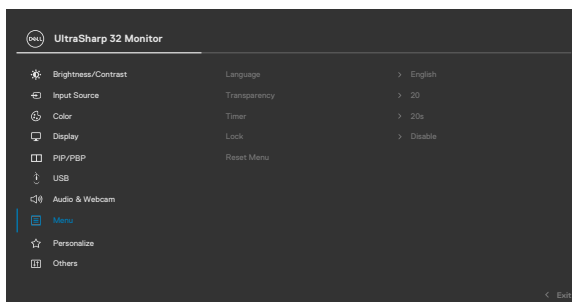 DELL UltraSharp 32 Monitor
Brightness/Contrast Language > English
Input Source Transparency > 20
Color Timer > 20s
Display Lock > Disable
PIP/PBP Reset Menu
USB
Audio & Webcam
Menu
Personalize
Others
< Exit